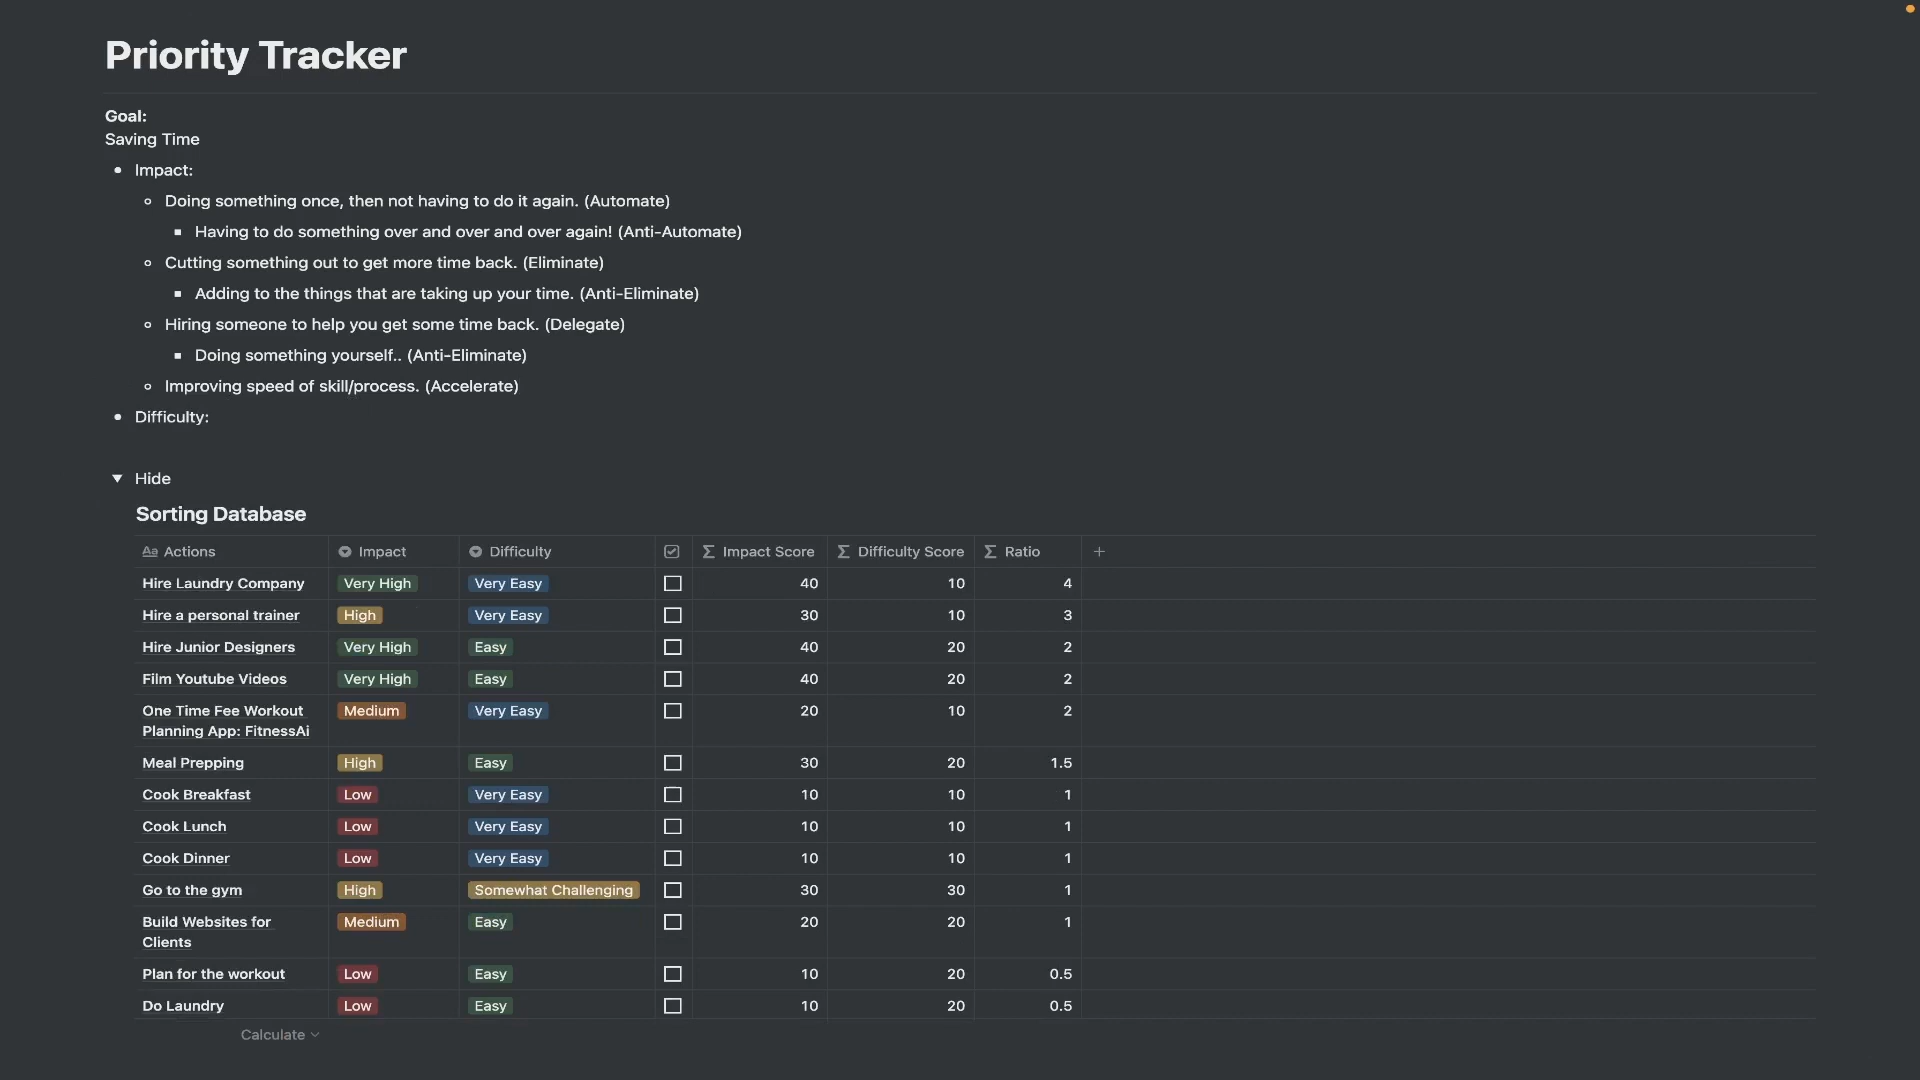 Priority Tracker
Goal:
Saving Time
Impact:
Doing something once, then not having to do it again. (Automate)
Having to do something over and over and over again! (Anti-Automate)
Cutting something out to get more time back. (Eliminate)
Adding to the things that are taking up your time. (Anti-Eliminate)
Hiring someone to help you get some time back. (Delegate)
Doing something yourself.. (Anti-Eliminate)
Improving speed of skill/process. (Accelerate)
Difficulty:
Hide
Sorting Database
Aa Actions Impact Difficulty Σ Impact Score Σ Difficulty Score Σ Ratio +
Hire Laundry Company Very High Very Easy 40 10 4
Hire a personal trainer High Very Easy 30 10 3
Hire Junior Designers Very High Easy 40 20 2
Film Youtube Videos Very High Easy 40 20 2
One Time Fee Workout Medium Very Easy 20 10 2
Planning App: FitnessAi
Meal Prepping High Easy 30 20 1.5
Cook Breakfast Low Very Easy 10 10 1
Cook Lunch Low Very Easy 10 10 1
Cook Dinner Low Very Easy 10 10 1
Go to the gym High Somewhat Challenging 30 30 1
Build Websites for Medium Easy 20 20 1
Clients
Plan for the workout Low Easy 10 20 0.5
Do Laundry Low Easy 10 20 0.5
Calculate